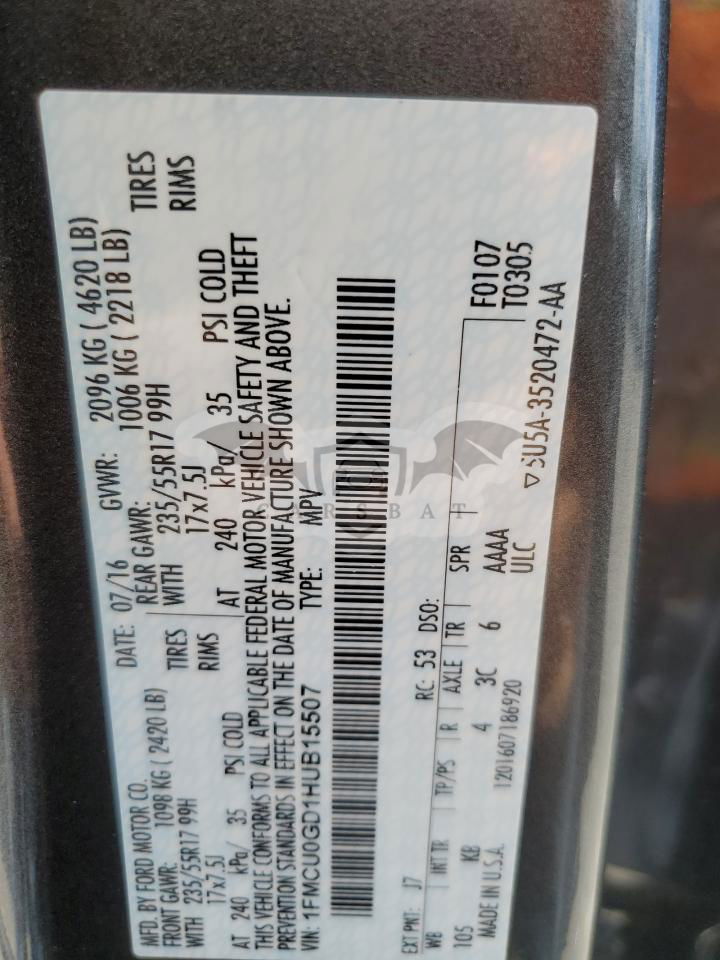 MFD. BY FORD MOTOR CO. DATE: 07/16 GVWR: 2096 KG ( 4620 LB)
FRONT GAWR: 1098 KG ( 2420 LB) REAR GAWR: 1006 KG ( 2218 LB)
WITH 235/55R17 99H TIRES WITH 235/55R17 99H TIRES
17x7.5J RIMS 17x7.5J RIMS
AT 240 kPa/ 35 PSI COLD AT 240 kPa/ 35 PSI COLD
THIS VEHICLE CONFORMS TO ALL APPLICABLE FEDERAL MOTOR VEHICLE SAFETY AND THEFT
PREVENTION STANDARDS IN EFFECT ON THE DATE OF MANUFACTURE SHOWN ABOVE.
VIN: 1FMCU0GD1HUB15507 TYPE: MPV
EXT PNT: J7 RC: 53 DSO: F0107
WB INT TR TP/PS R AXLE TR SPR T0305
105 KB 4 3C 6 AAAA
MADE IN U.S.A. 1201607186920 ULC
5U5A-3520472-AA
CARSBAT